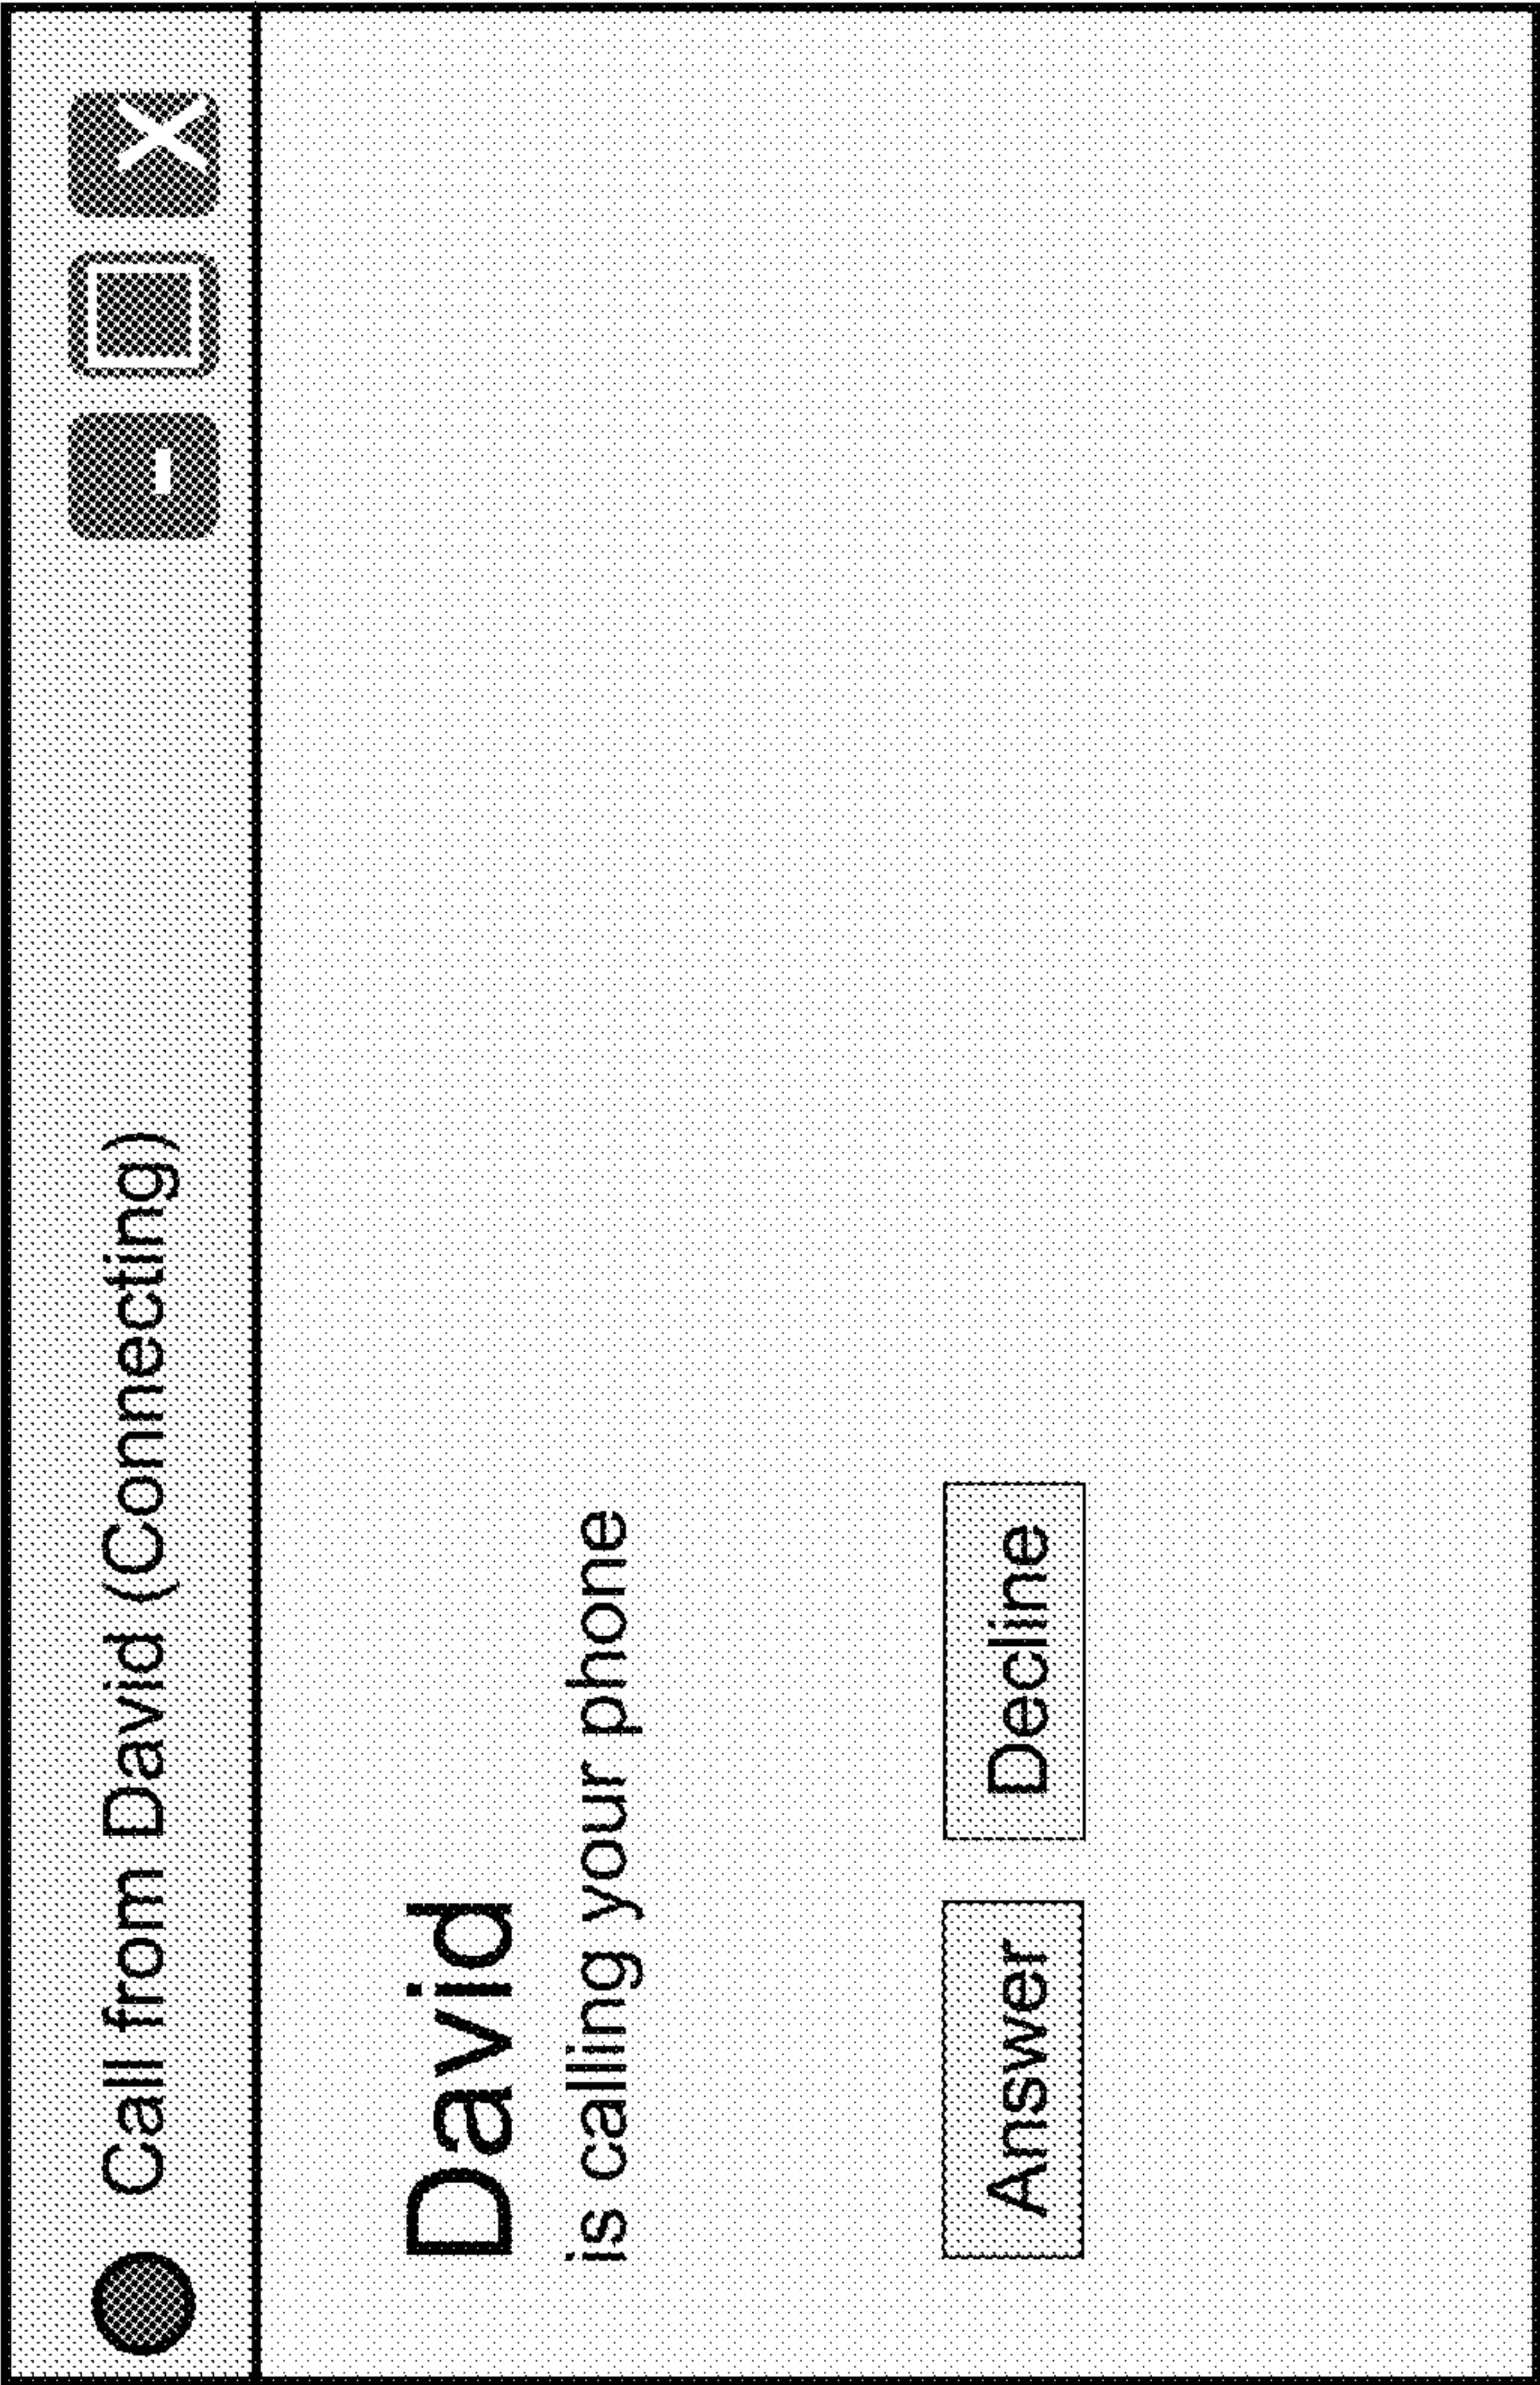 Call from David (Connecting)
David
is calling your phone
Answer
Decline